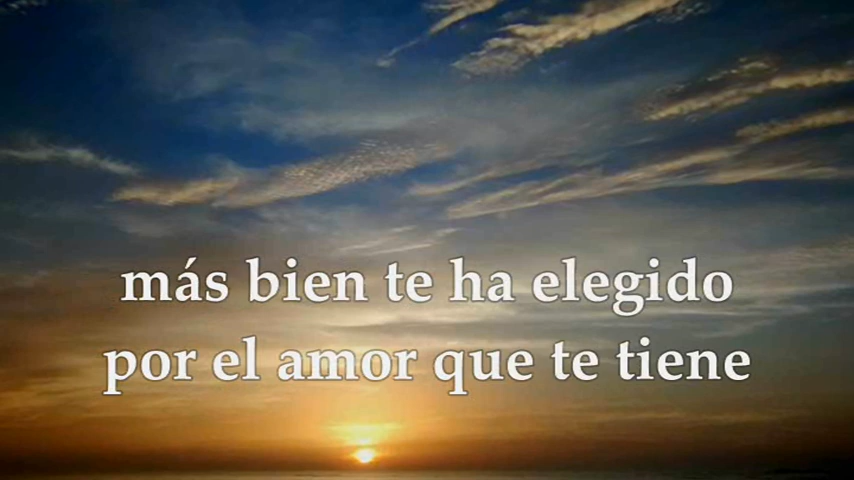 más bien te ha elegido
por el amor que te tiene